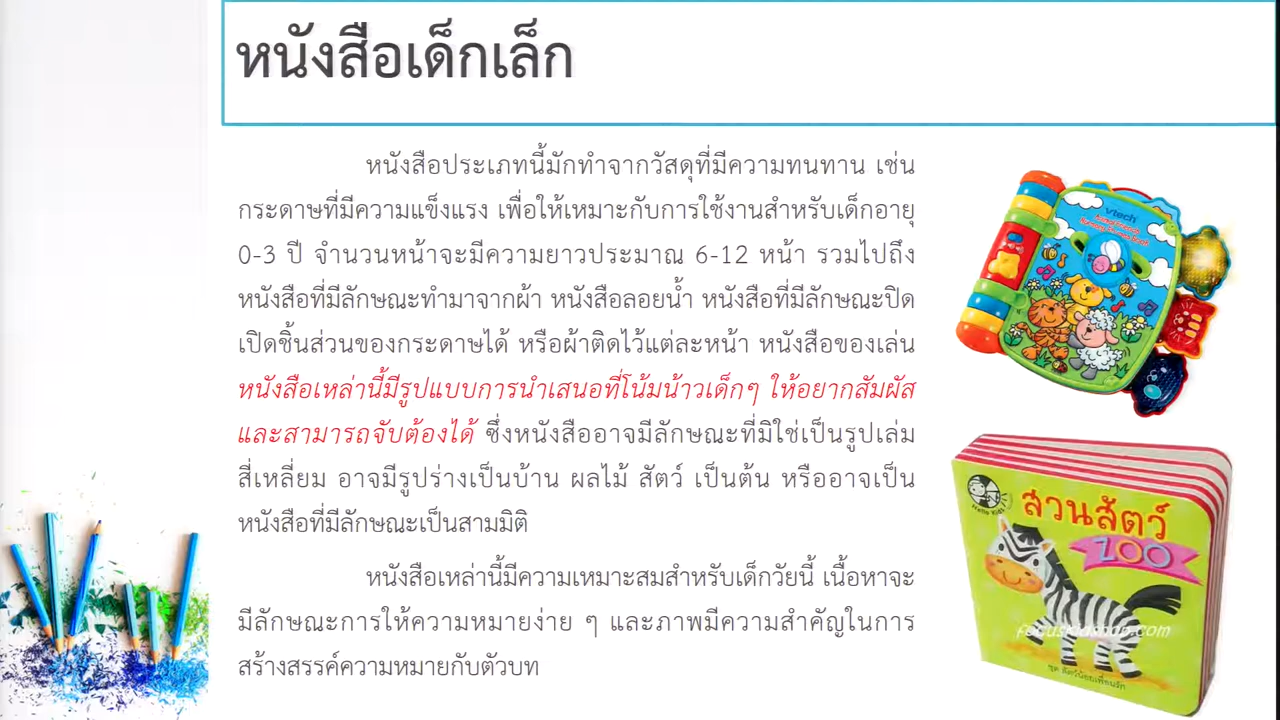 หนังสือเด็กเล็ก
หนังสือประเภทนี้มักทำจากวัสดุที่มีความทนทาน เช่น
กระดาษที่มีความแข็งแรง เพื่อให้เหมาะกับการใช้งานสำหรับเด็กอายุ
0-3 ปี จำนวนหน้าจะมีความยาวประมาณ 6-12 หน้า รวมไปถึง
หนังสือที่มีลักษณะทำมาจากผ้า หนังสือลอยน้ำ หนังสือที่มีลักษณะปิด
เปิดชิ้นส่วนของกระดาษได้ หรือผ้าติดไว้แต่ละหน้า หนังสือของเล่น
หนังสือเหล่านี้มีรูปแบบการนำเสนอที่โน้มน้าวเด็กๆ ให้อยากสัมผัส
และสามารถจับต้องได้ ซึ่งหนังสืออาจมีลักษณะที่มิใช่เป็นรูปเล่ม
สี่เหลี่ยม อาจมีรูปร่างเป็นบ้าน ผลไม้ สัตว์ เป็นต้น หรืออาจเป็น
หนังสือที่มีลักษณะเป็นสามมิติ
หนังสือเหล่านี้มีความเหมาะสมสำหรับเด็กวัยนี้ เนื้อหาจะ
มีลักษณะการให้ความหมายง่าย ๆ และภาพมีความสำคัญในการ
สร้างสรรค์ความหมายกับตัวบท
vtech
สวนสัตว์
ZOO